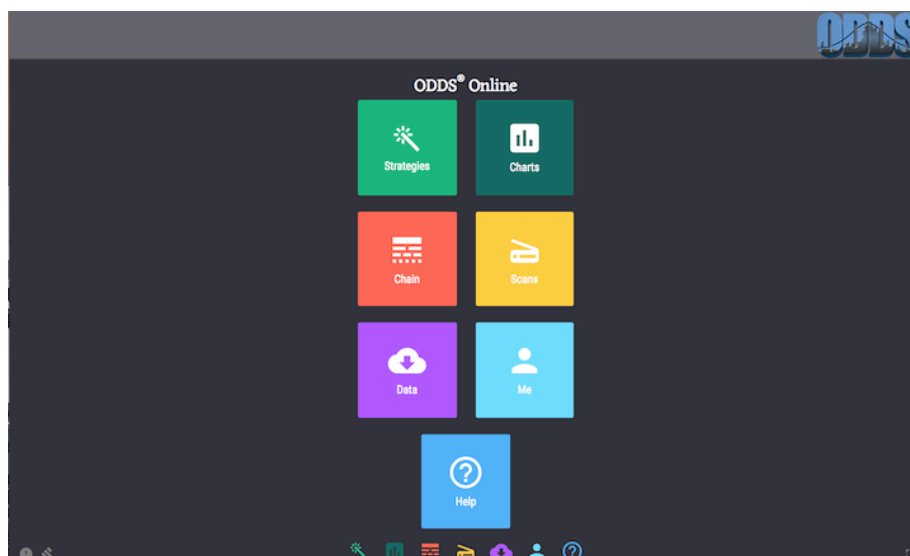 ODDS
ODDS® Online
Strategies
Charts
Chain
Scans
Data
Me
Help